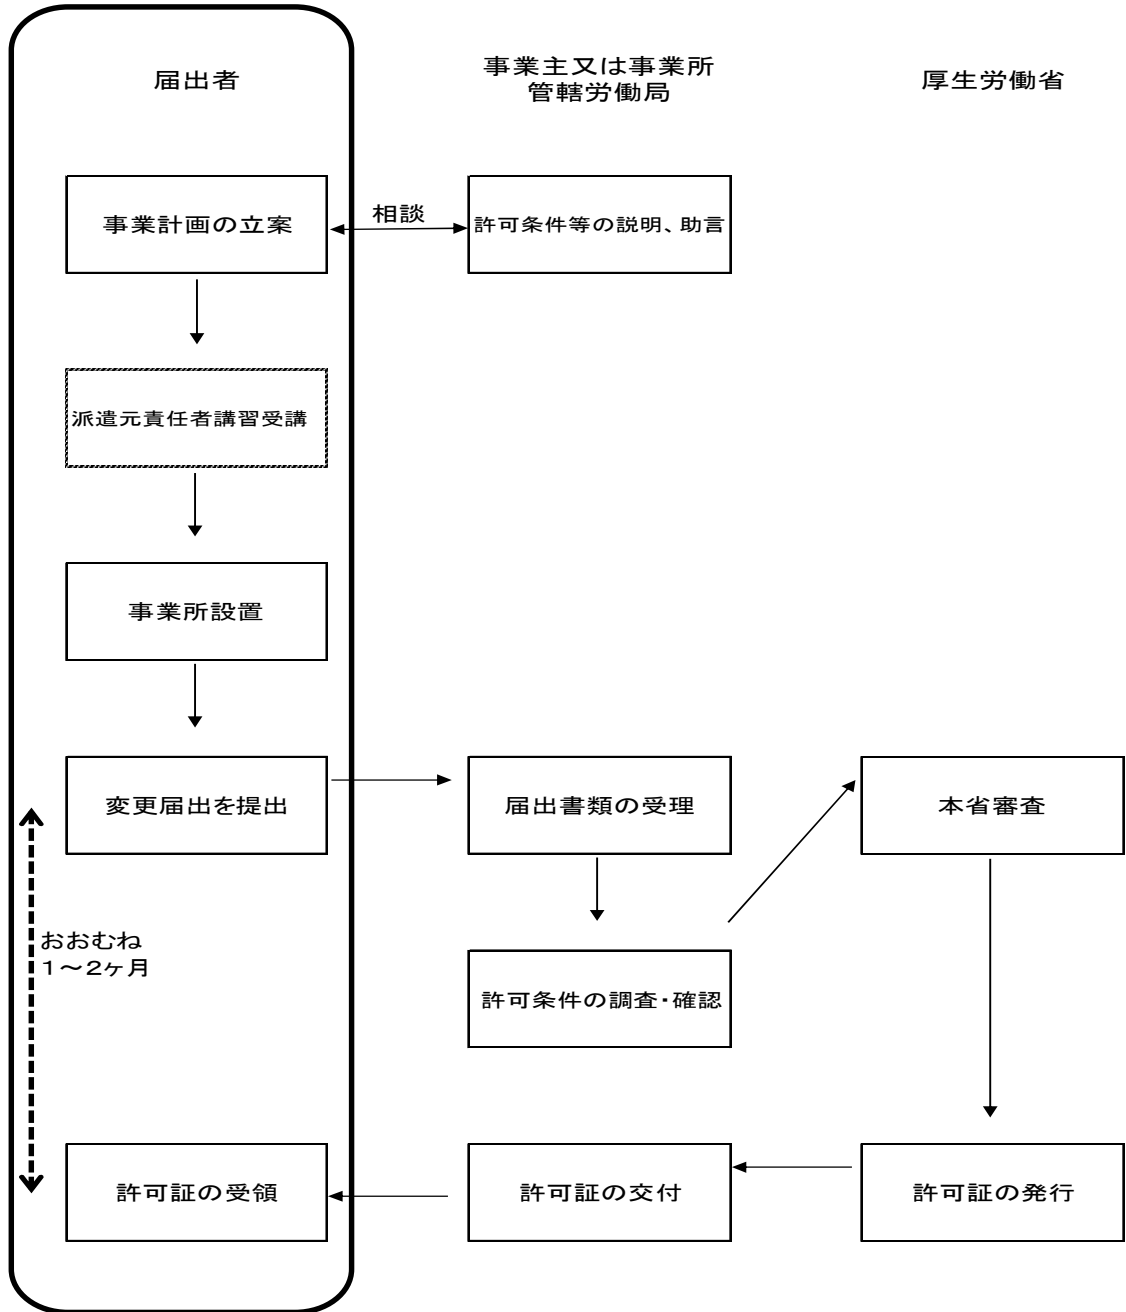 届出者
事業主又は事業所
管轄労働局
厚生労働省
事業計画の立案
相談
許可条件等の説明、助言
派遣元責任者講習受講
事業所設置
変更届出を提出
届出書類の受理
本省審査
おおむね
1～2ヶ月
許可条件の調査・確認
許可証の受領
許可証の交付
許可証の発行